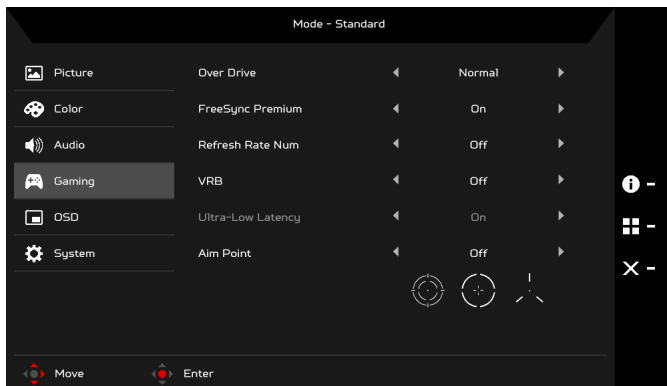 Mode - Standard
Picture
Over Drive
Normal
Color
FreeSync Premium
On
Audio
Refresh Rate Num
Off
Gaming
VRB
Off
OSD
Ultra-Low Latency
On
System
Aim Point
Off
Move
Enter